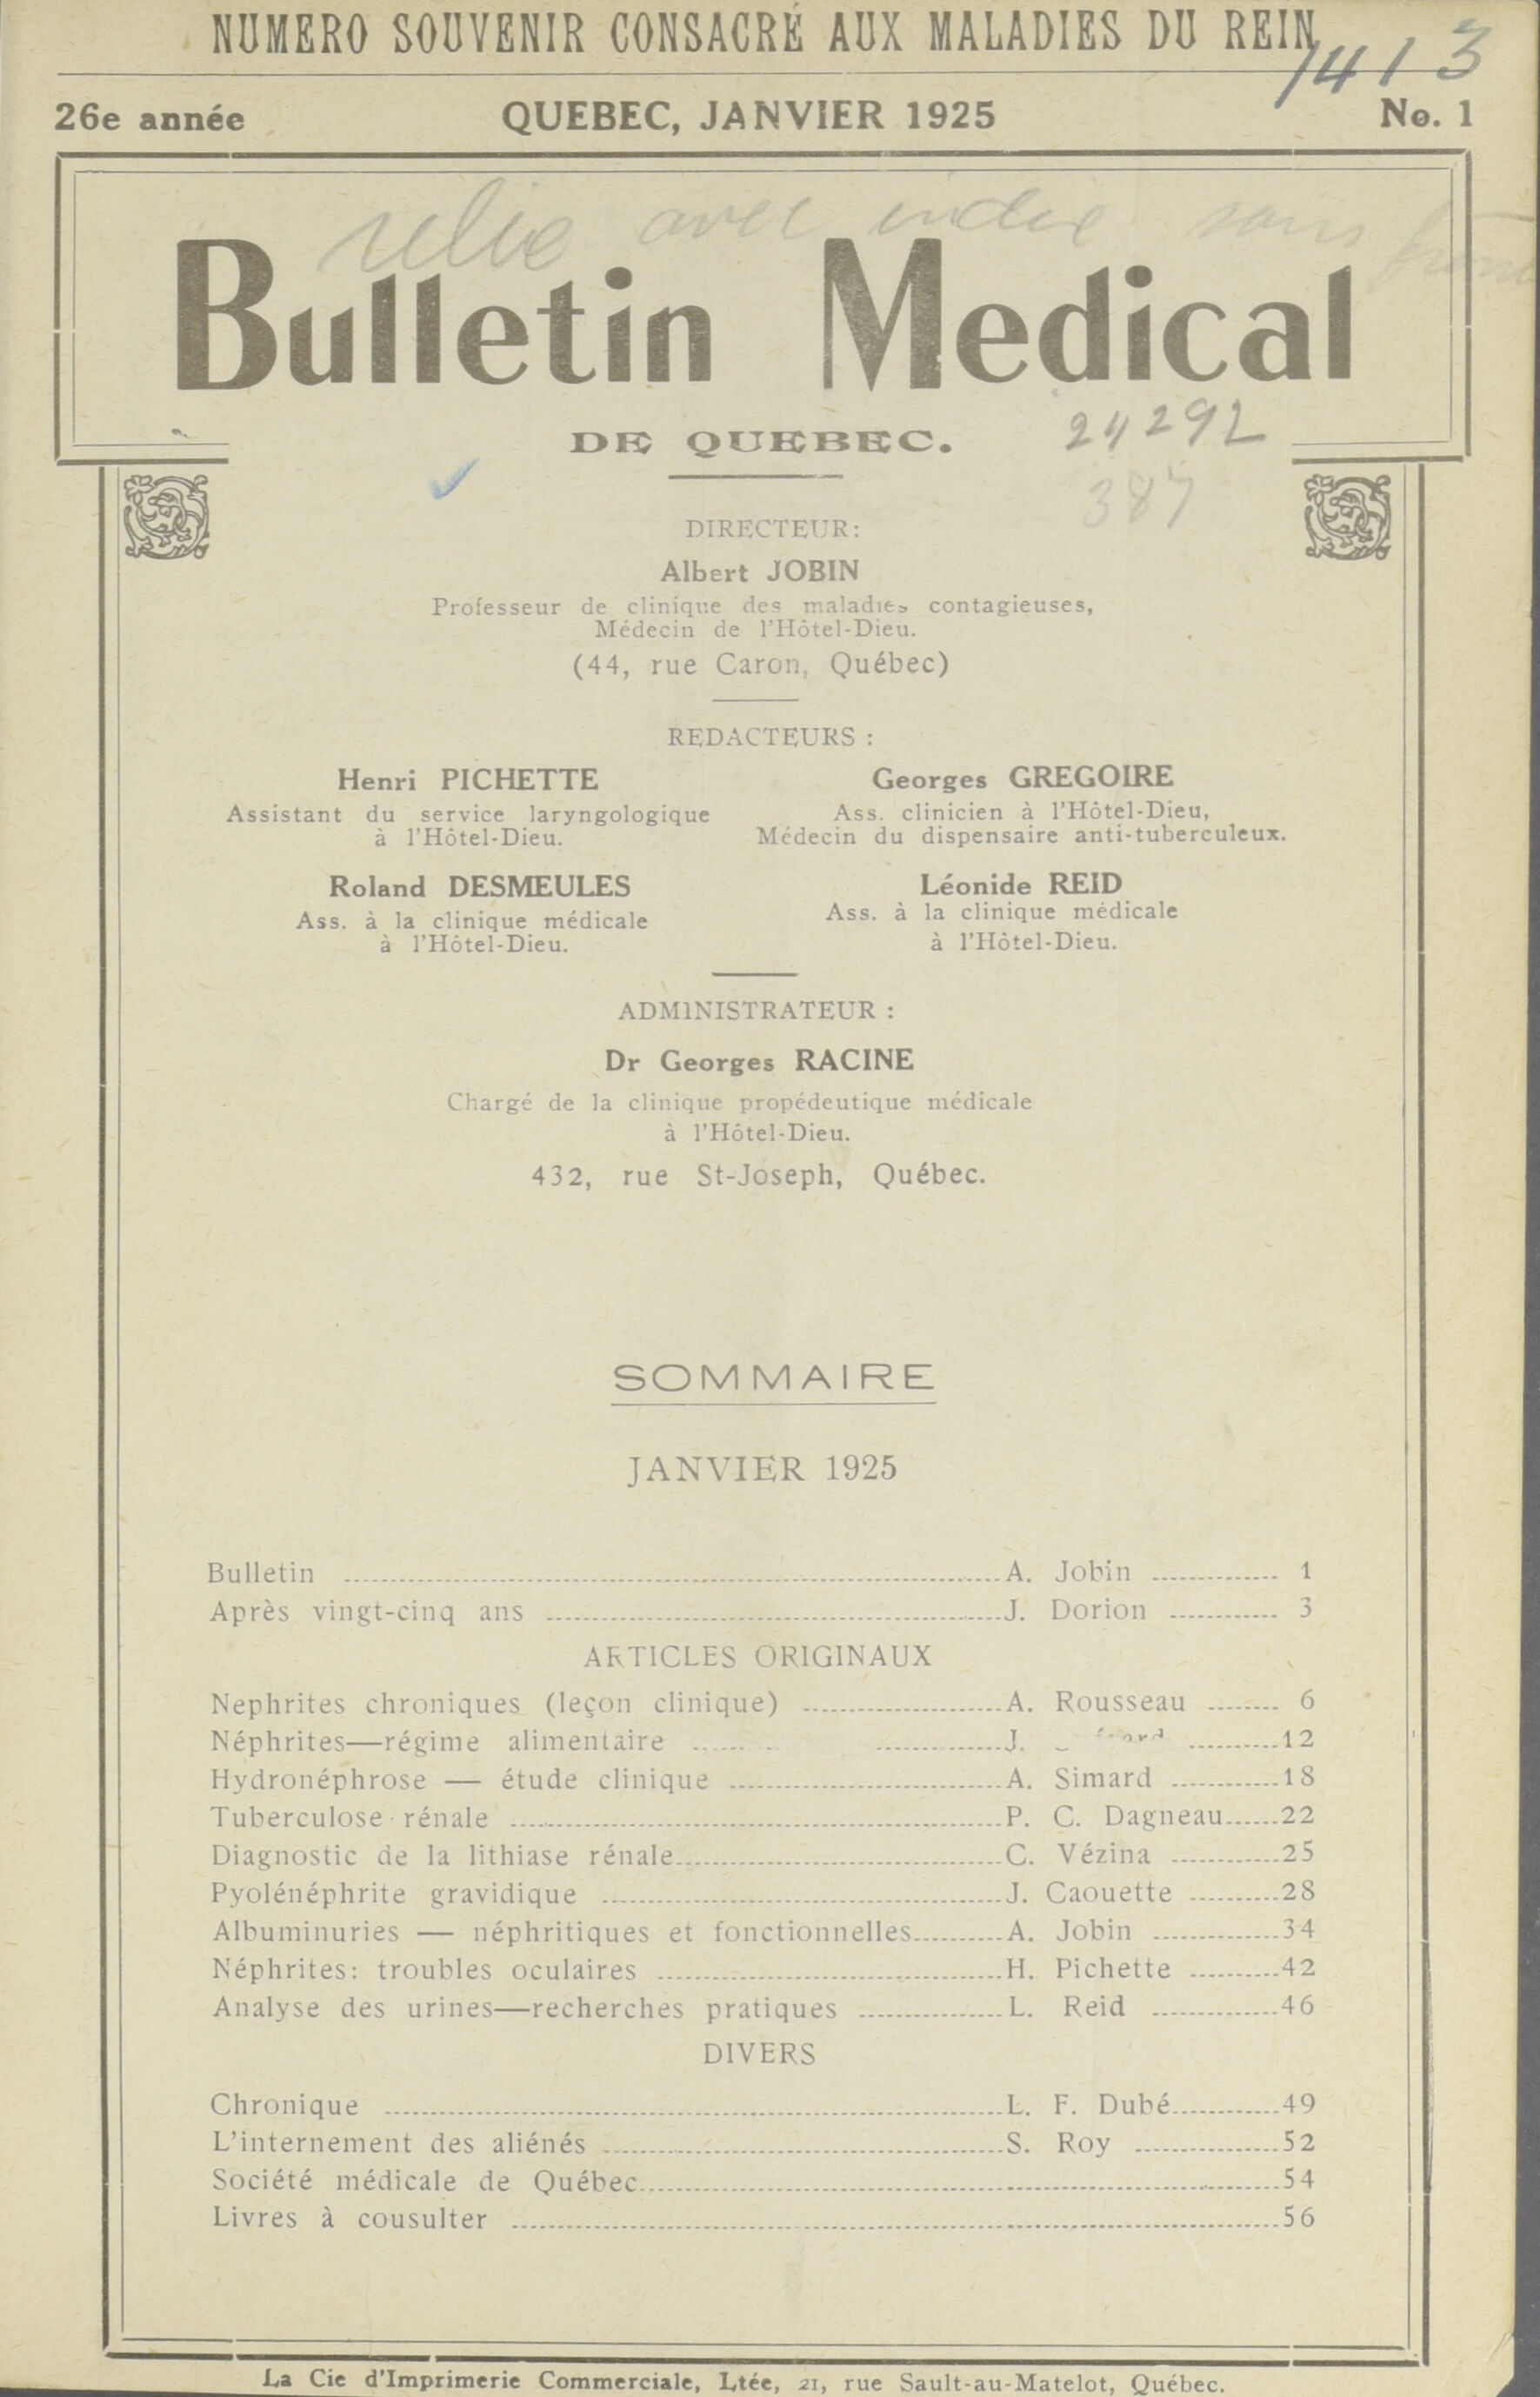 NUMERO SOUVENIR CONSACRÉ AUX MALADIES DU REIN
1413
26e année QUEBEC, JANVIER 1925 No. 1
relié avec index sans
Bulletin Medical
DE QUEBEC.
24292
387
DIRECTEUR:
Albert JOBIN
Professeur de clinique des maladies contagieuses,
Médecin de l'Hôtel-Dieu.
(44, rue Caron, Québec)
REDACTEURS :
Henri PICHETTE Georges GREGOIRE
Assistant du service laryngologique Ass. clinicien à l'Hôtel-Dieu,
à l'Hôtel-Dieu. Médecin du dispensaire anti-tuberculeux.
Roland DESMEULES Léonide REID
Ass. à la clinique médicale Ass. à la clinique médicale
à l'Hôtel-Dieu. à l'Hôtel-Dieu.
ADMINISTRATEUR :
Dr Georges RACINE
Chargé de la clinique propédeutique médicale
à l'Hôtel-Dieu.
432, rue St-Joseph, Québec.
SOMMAIRE
JANVIER 1925
Bulletin A. Jobin 1
Après vingt-cinq ans J. Dorion 3
ARTICLES ORIGINAUX
Nephrites chroniques (leçon clinique) A. Rousseau 6
Néphrites—régime alimentaire J. 12
Hydronéphrose — étude clinique A. Simard 18
Tuberculose rénale P. C. Dagneau 22
Diagnostic de la lithiase rénale C. Vézina 25
Pyolénéphrite gravidique J. Caouette 28
Albuminuries — néphritiques et fonctionnelles A. Jobin 34
Néphrites: troubles oculaires H. Pichette 42
Analyse des urines—recherches pratiques L. Reid 46
DIVERS
Chronique L. F. Dubé 49
L'internement des aliénés S. Roy 52
Société médicale de Québec 54
Livres à cousulter 56
La Cie d'Imprimerie Commerciale, Ltée, 21, rue Sault-au-Matelot, Québec.